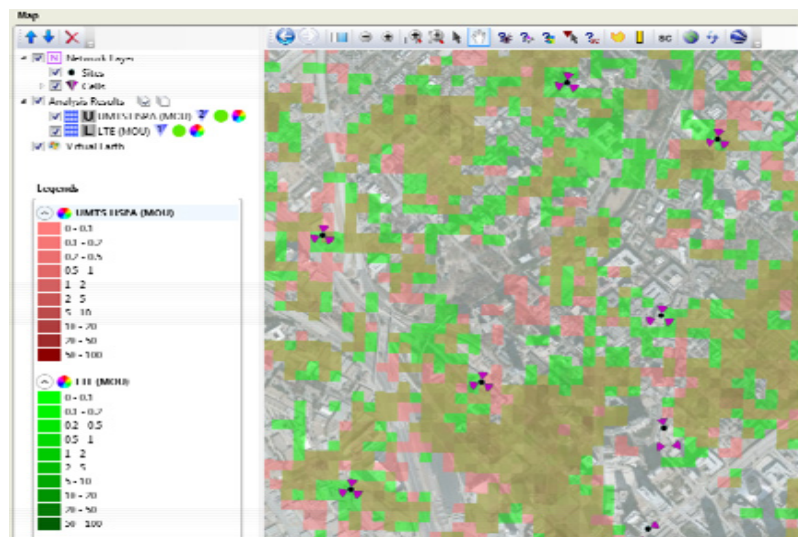 Map
N Network Layer
Sites
Cells
Analysis Results
U UMTS HSPA (MOU)
L LTE (MOU)
Virtual Earth
SC
Legends
UMTS HSPA (MOU)
0 - 0.1
0.1 - 0.2
0.2 - 0.5
0.5 - 1
1 - 2
2 - 5
5 - 10
10 - 20
20 - 50
50 - 100
LTE (MOU)
0 - 0.1
0.1 - 0.2
0.2 - 0.5
0.5 - 1
1 - 2
2 - 5
5 - 10
10 - 20
20 - 50
50 - 100